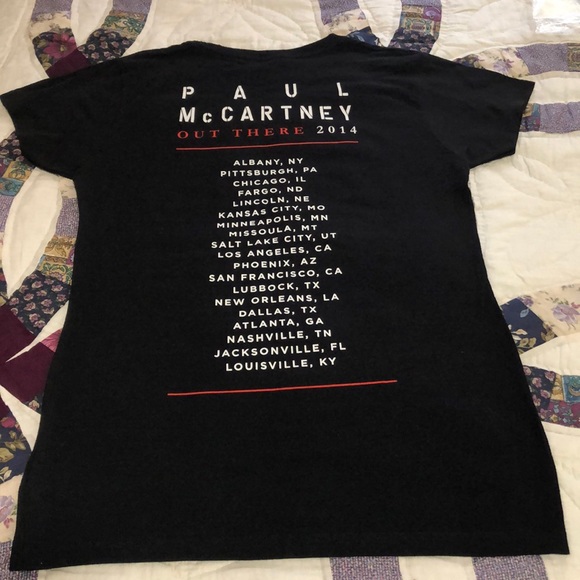 PAUL
McCARTNEY
OUT THERE 2014
ALBANY, NY
PITTSBURGH, PA
CHICAGO, IL
FARGO, ND
LINCOLN, NE
KANSAS CITY, MO
MINNEAPOLIS, MN
MISSOULA, MT
SALT LAKE CITY, UT
LOS ANGELES, CA
PHOENIX, AZ
SAN FRANCISCO, CA
LUBBOCK, TX
NEW ORLEANS, LA
DALLAS, TX
ATLANTA, GA
NASHVILLE, TN
JACKSONVILLE, FL
LOUISVILLE, KY